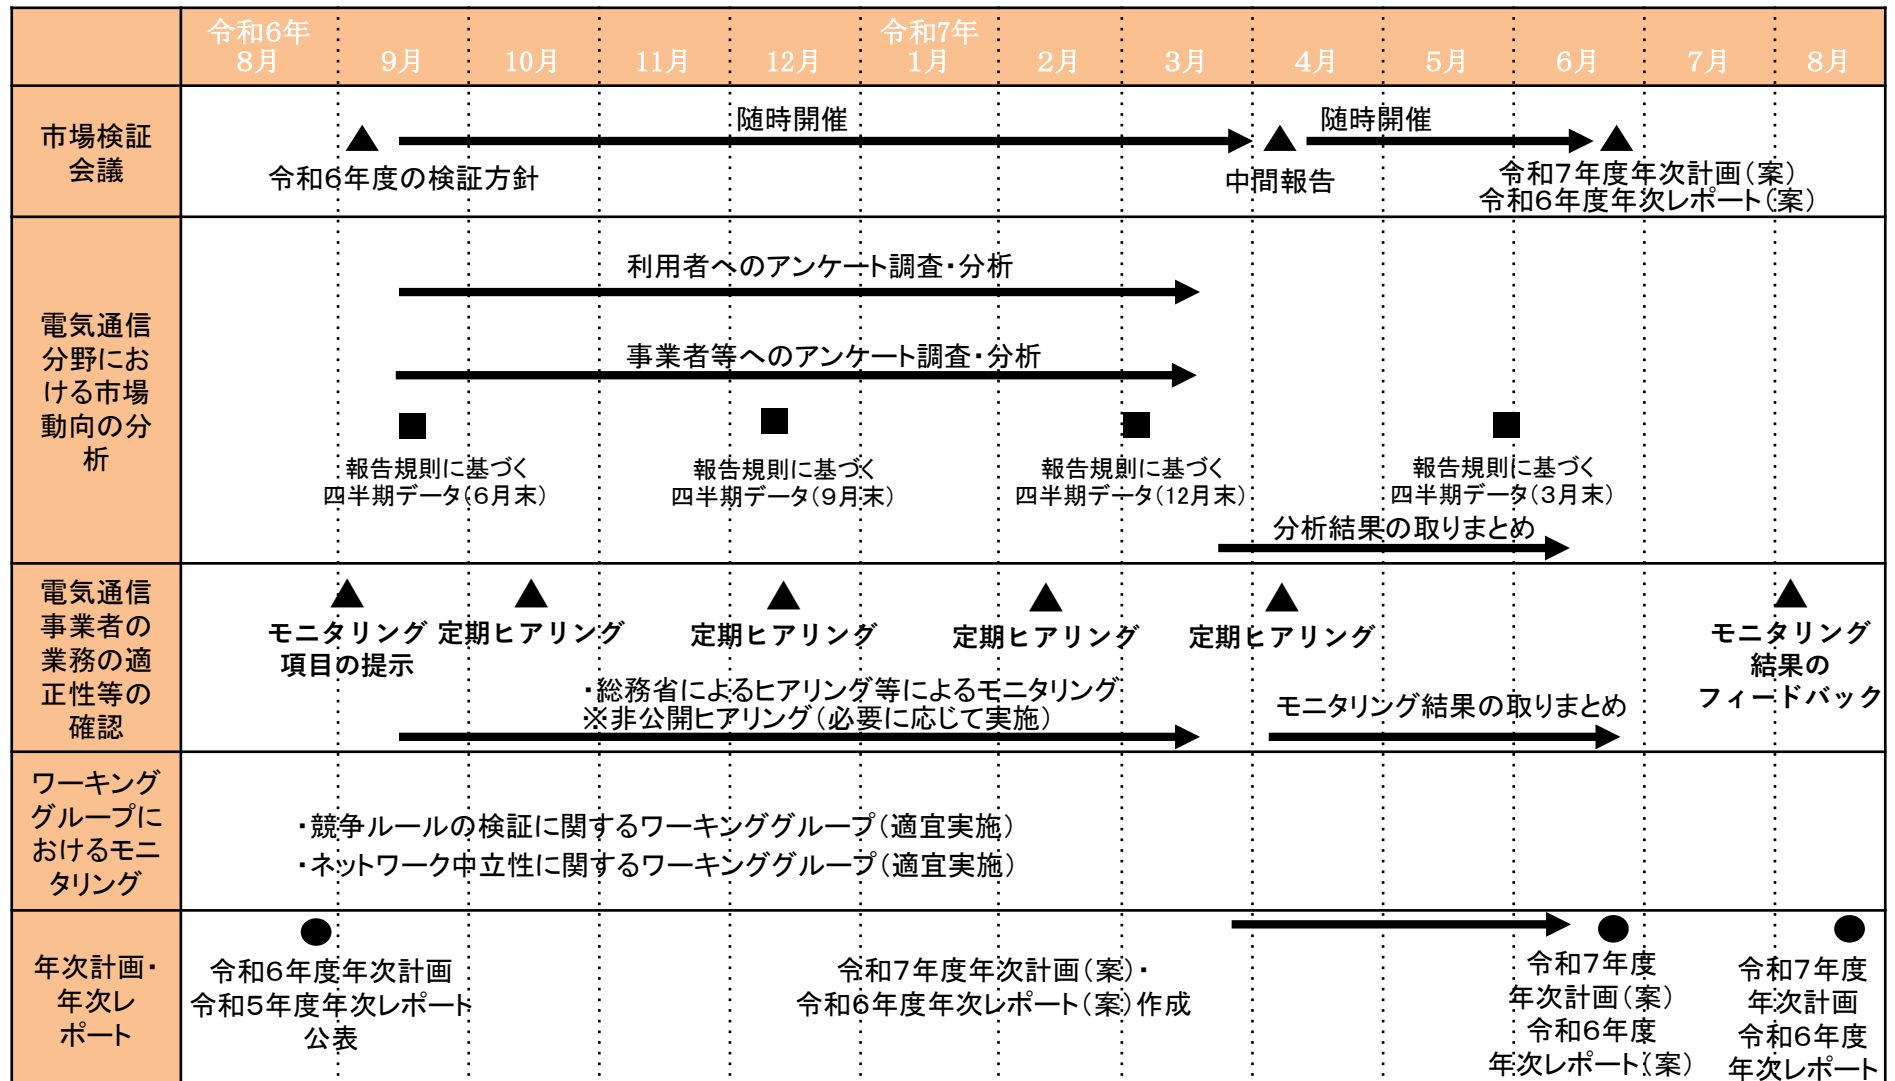 令和6年
8月
9月
10月
11月
12月
令和7年
1月
2月
3月
4月
5月
6月
7月
8月
市場検証
会議
随時開催
随時開催
令和6年度の検証方針
中間報告
令和7年度年次計画(案)
令和6年度年次レポート(案)
電気通信
分野にお
ける市場
動向の分
析
利用者へのアンケート調査・分析
事業者等へのアンケート調査・分析
報告規則に基づく
四半期データ(6月末)
報告規則に基づく
四半期データ(9月末)
報告規則に基づく
四半期データ(12月末)
報告規則に基づく
四半期データ(3月末)
分析結果の取りまとめ
電気通信
事業者の
業務の適
正性等の
確認
モニタリング
項目の提示
定期ヒアリング
定期ヒアリング
定期ヒアリング
定期ヒアリング
モニタリング
結果の
フィードバック
・総務省によるヒアリング等によるモニタリング
※非公開ヒアリング(必要に応じて実施)
モニタリング結果の取りまとめ
ワーキング
グループに
おけるモニ
タリング
・競争ルールの検証に関するワーキンググループ(適宜実施)
・ネットワーク中立性に関するワーキンググループ(適宜実施)
年次計画・
年次レ
ポート
令和6年度年次計画
令和5年度年次レポート
公表
令和7年度年次計画(案)・
令和6年度年次レポート(案)作成
令和7年度
年次計画(案)
令和6年度
年次レポート(案)
令和7年度
年次計画
令和6年度
年次レポート